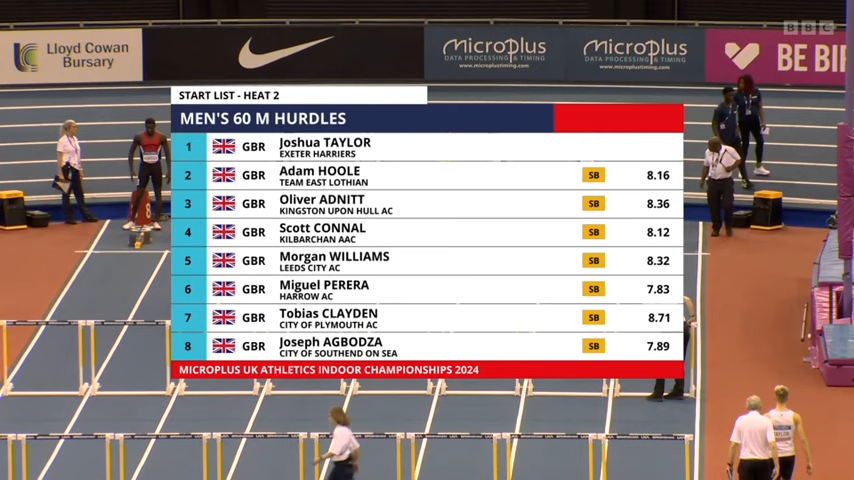 Lloyd Cowan
Bursary
MicroPlus
DATA PROCESSING & TIMING
www.microplustiming.com
MicroPlus
DATA PROCESSING & TIMING
www.microplustiming.com
BBC
BE BIR
START LIST - HEAT 2
MEN'S 60 M HURDLES
1 GBR Joshua TAYLOR
EXETER HARRIERS
2 GBR Adam HOOLE SB 8.16
TEAM EAST LOTHIAN
3 GBR Oliver ADNITT SB 8.36
KINGSTON UPON HULL AC
4 GBR Scott CONNAL SB 8.12
KILBARCHAN AAC
5 GBR Morgan WILLIAMS SB 8.32
LEEDS CITY AC
6 GBR Miguel PERERA SB 7.83
HARROW AC
7 GBR Tobias CLAYDEN SB 8.71
CITY OF PLYMOUTH AC
8 GBR Joseph AGBODZA SB 7.89
CITY OF SOUTHEND ON SEA
MICROPLUS UK ATHLETICS INDOOR CHAMPIONSHIPS 2024
8